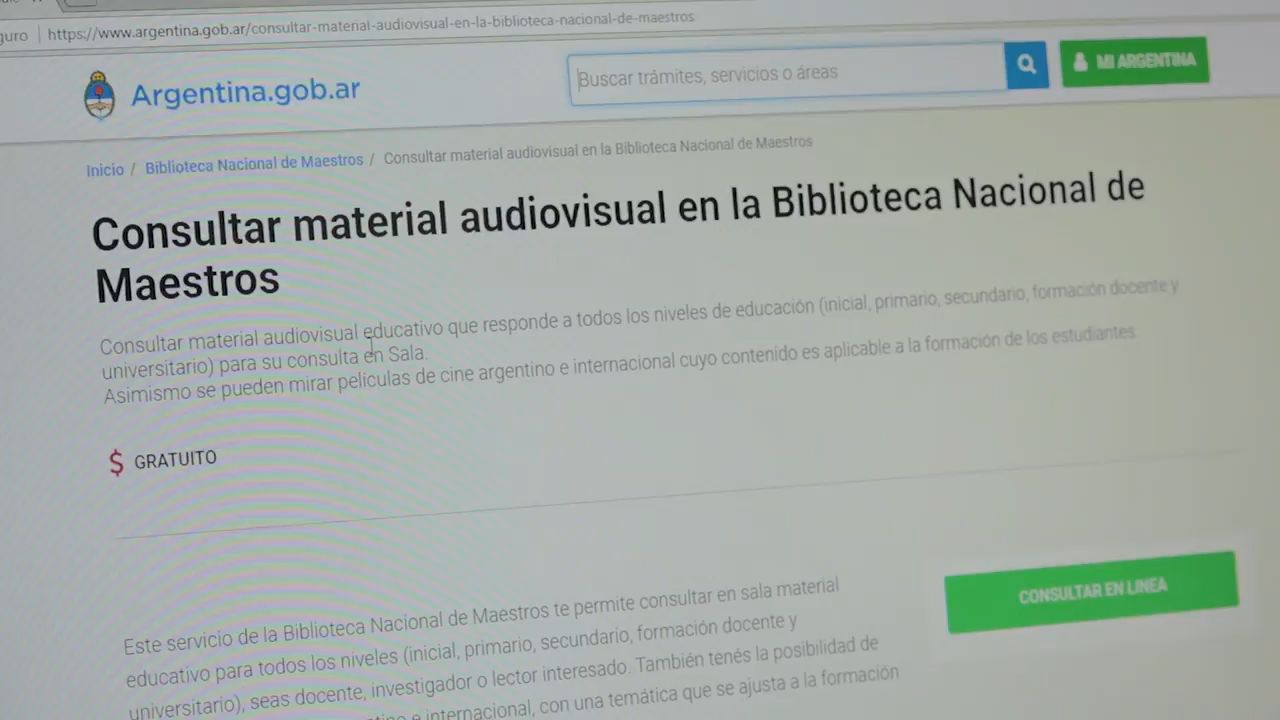 guro
https://www.argentina.gob.ar/consultar-material-audiovisual-en-la-biblioteca-nacional-de-maestros
Argentina.gob.ar
Buscar trámites, servicios o áreas
MI ARGENTINA
Inicio / Biblioteca Nacional de Maestros / Consultar material audiovisual en la Biblioteca Nacional de Maestros
Consultar material audiovisual en la Biblioteca Nacional de
Maestros
Consultar material audiovisual educativo que responde a todos los niveles de educación (inicial, primario, secundario, formación docente y
universitario) para su consulta en Sala.
Asimismo se pueden mirar películas de cine argentino e internacional cuyo contenido es aplicable a la formación de los estudiantes.
$ GRATUITO
CONSULTAR EN LINEA
Este servicio de la Biblioteca Nacional de Maestros te permite consultar en sala material
educativo para todos los niveles (inicial, primario, secundario, formación docente y
universitario), seas docente, investigador o lector interesado. También tenés la posibilidad de
e internacional, con una temática que se ajusta a la formación